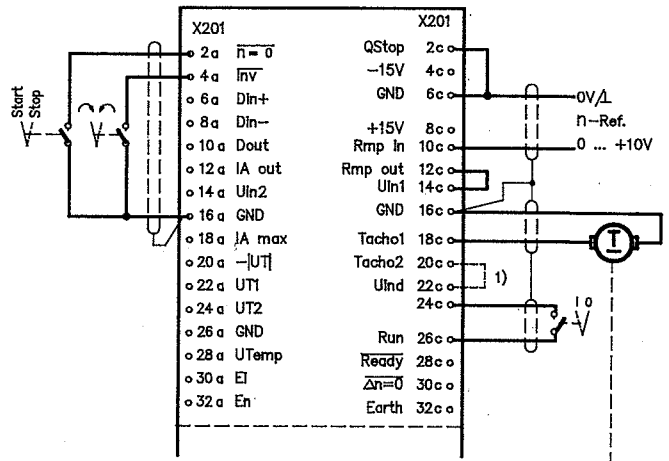 X201
X201
2a n=0
4a Inv
6a Din+
8a Din-
10a Dout
12a IA out
14a Uin2
16a GND
18a IA max
20a -|UT|
22a UT1
24a UT2
26a GND
28a UTemp
30a EI
32a En
QStop 2c
-15V 4c
GND 6c
+15V 8c
Rmp in 10c
Rmp out 12c
Uin1 14c
GND 16c
Tacho1 18c
Tacho2 20c
Uind 22c
24c
Run 26c
Ready 28c
Δn=0 30c
Earth 32c
Start
Stop
0V/⊥
n-Ref.
0 ... +10V
T
1)
I 0